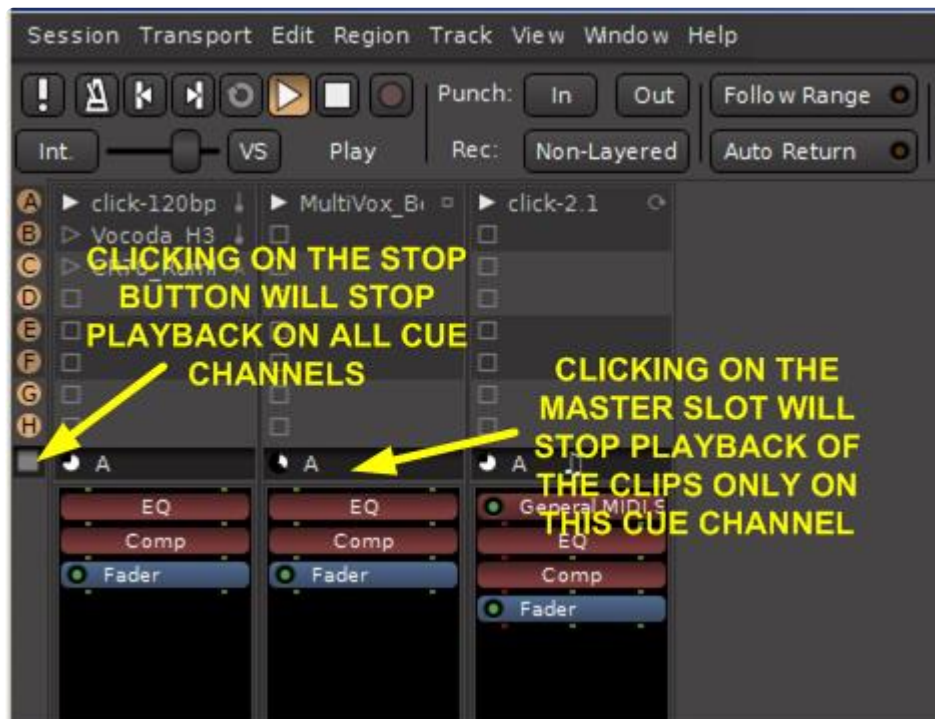 Session Transport Edit Region Track View Window Help
Punch: In Out Follow Range
Int. VS Play Rec: Non-Layered Auto Return
A click-120bp MultiVox_B click-2.1
B Vocoda_H3
C
D
E
F
G
H
CLICKING ON THE STOP
BUTTON WILL STOP
PLAYBACK ON ALL CUE
CHANNELS
CLICKING ON THE
MASTER SLOT WILL
STOP PLAYBACK OF
THE CLIPS ONLY ON
THIS CUE CHANNEL
A A A
EQ EQ General MIDI S
Comp Comp EQ
Fader Fader Comp
Fader